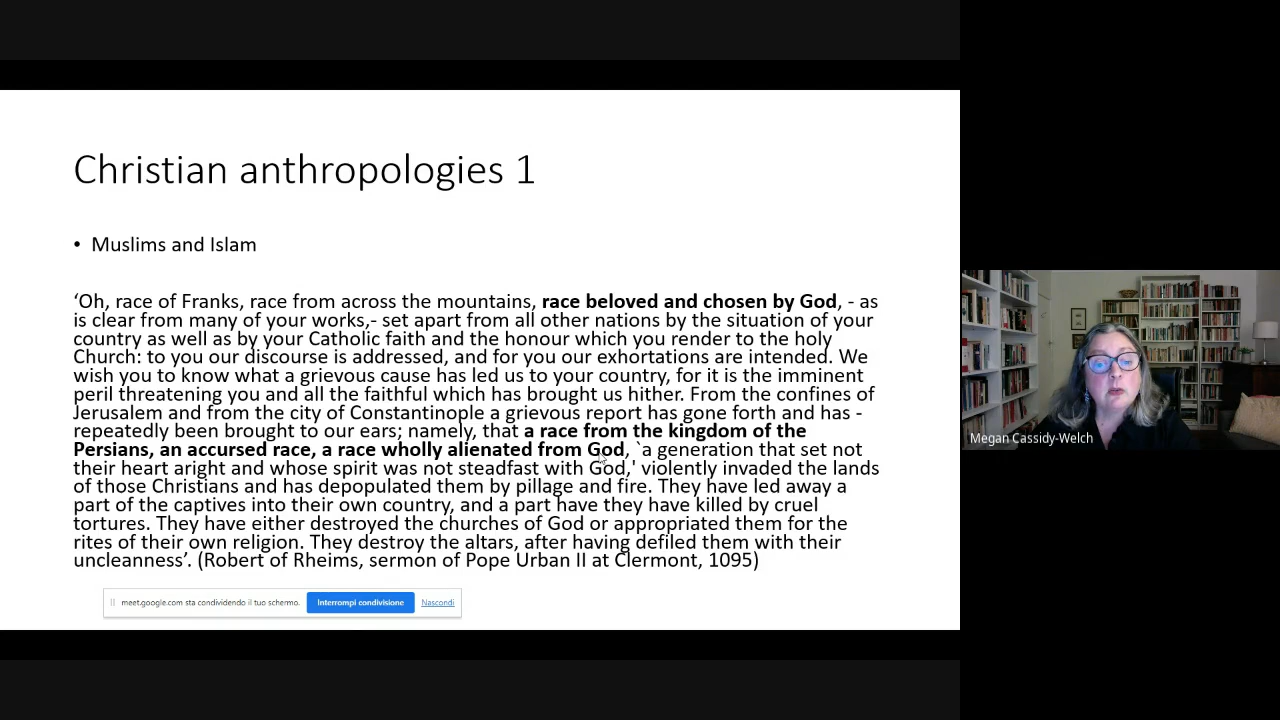 Christian anthropologies 1
• Muslims and Islam
‘Oh, race of Franks, race from across the mountains, race beloved and chosen by God, - as
is clear from many of your works,- set apart from all other nations by the situation of your
country as well as by your Catholic faith and the honour which you render to the holy
Church: to you our discourse is addressed, and for you our exhortations are intended. We
wish you to know what a grievous cause has led us to your country, for it is the imminent
peril threatening you and all the faithful which has brought us hither. From the confines of
Jerusalem and from the city of Constantinople a grievous report has gone forth and has -
repeatedly been brought to our ears; namely, that a race from the kingdom of the
Persians, an accursed race, a race wholly alienated from God, `a generation that set not
their heart aright and whose spirit was not steadfast with God,' violently invaded the lands
of those Christians and has depopulated them by pillage and fire. They have led away a
part of the captives into their own country, and a part have they have killed by cruel
tortures. They have either destroyed the churches of God or appropriated them for the
rites of their own religion. They destroy the altars, after having defiled them with their
uncleanness’. (Robert of Rheims, sermon of Pope Urban II at Clermont, 1095)
meet.google.com sta condividendo il tuo schermo. Interrompi condivisione Nascondi
Megan Cassidy-Welch